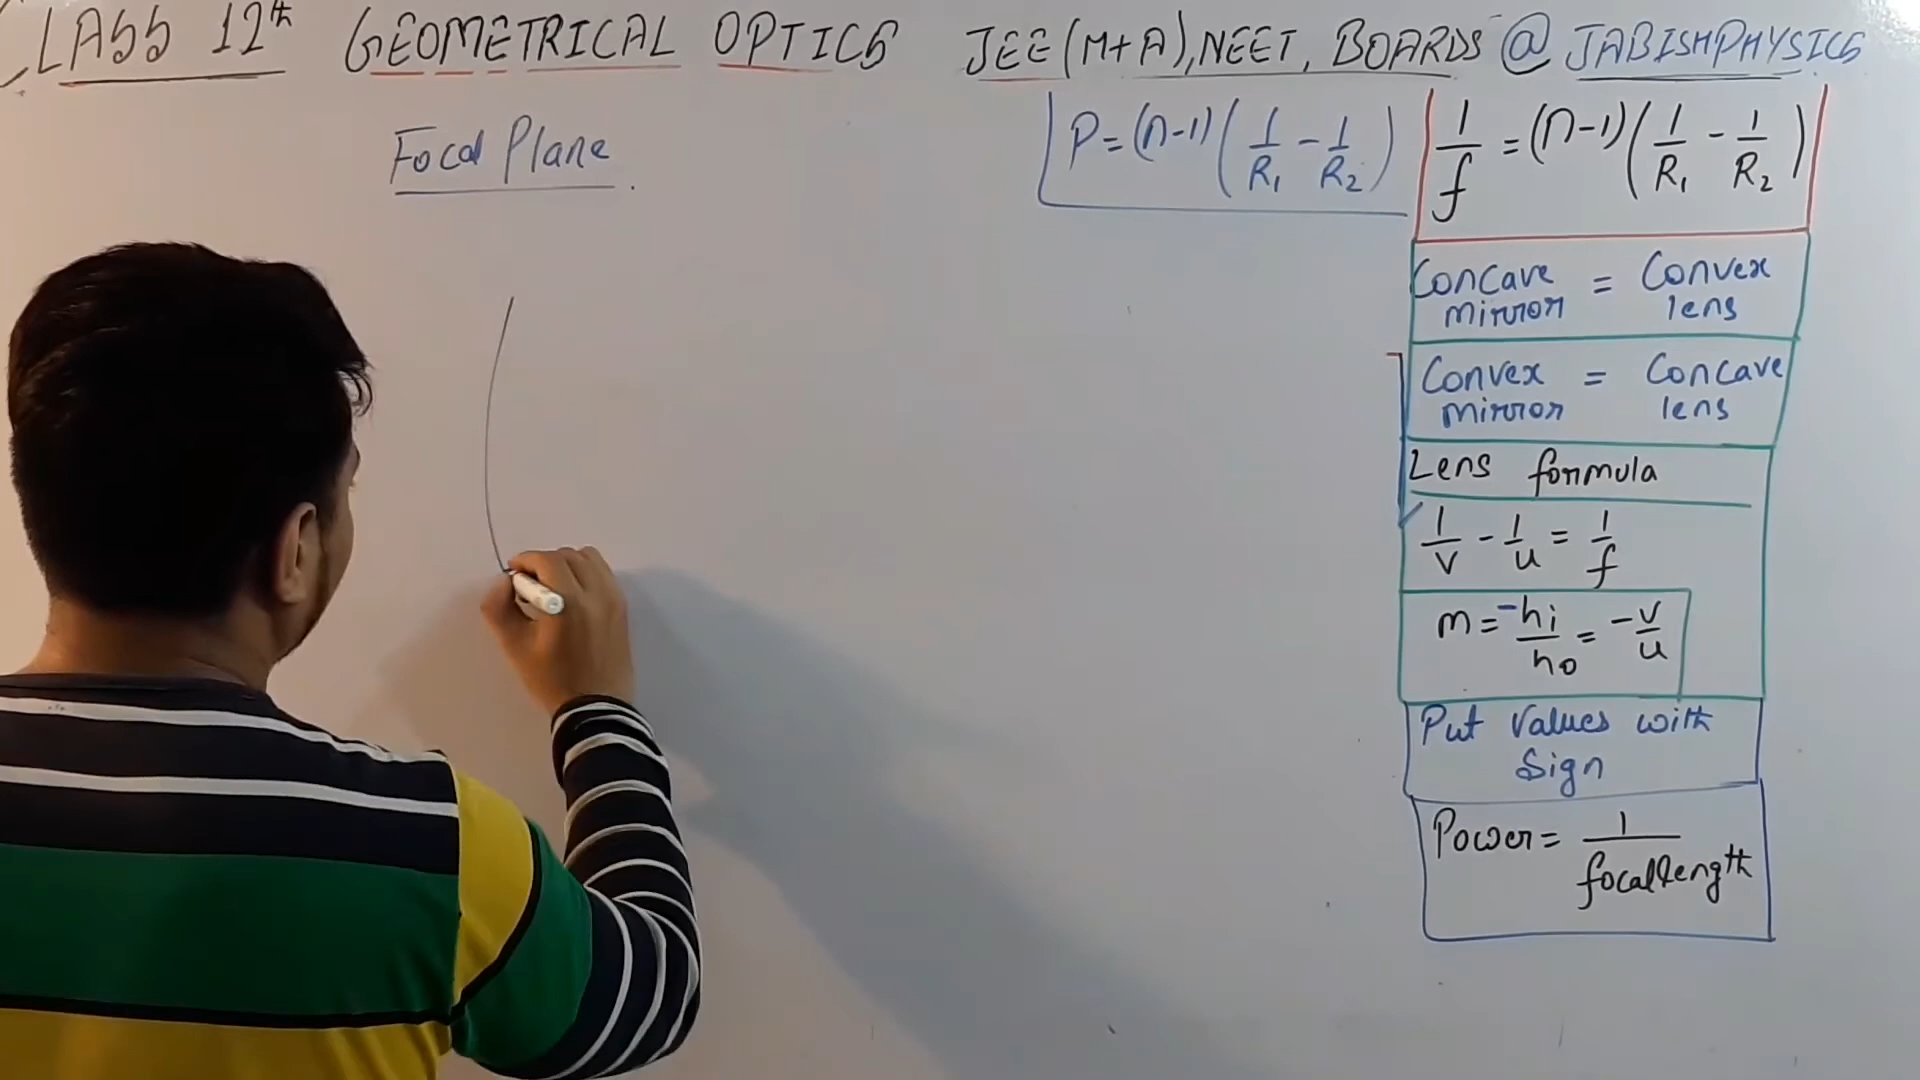 CLASS 12th GEOMETRICAL OPTICS JEE(M+A), NEET, BOARDS @ JABISHPHYSICS
Focal Plane
P=(n-1)(1/R₁ - 1/R₂)
1/f = (n-1)(1/R₁ - 1/R₂)
Concave mirror = Convex lens
Convex mirror = Concave lens
Lens formula
1/v - 1/u = 1/f
m = -hi/ho = -v/u
Put values with
Sign
Power = 1/focal length